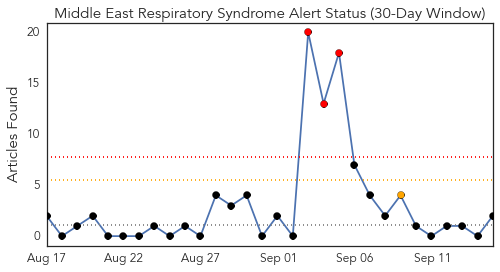 Middle East Respiratory Syndrome Alert Status (30-Day Window)
Articles Found
20
15
10
5
0
Aug 17 Aug 22 Aug 27 Sep 01 Sep 06 Sep 11